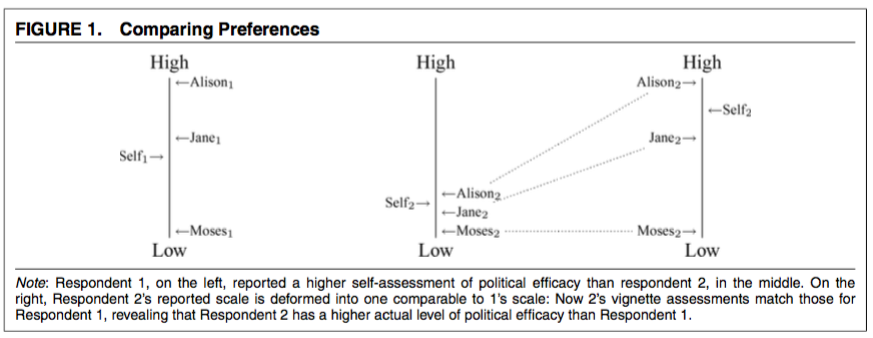 FIGURE 1. Comparing Preferences
High High High
←Alison₁ Alison₂→
←Self₂
←Jane₁ Jane₂→
Self₁→
←Alison₂
Self₂→
←Jane₂
←Moses₁ ←Moses₂ Moses₂→
Low Low Low
Note: Respondent 1, on the left, reported a higher self-assessment of political efficacy than respondent 2, in the middle. On the
right, Respondent 2's reported scale is deformed into one comparable to 1's scale: Now 2's vignette assessments match those for
Respondent 1, revealing that Respondent 2 has a higher actual level of political efficacy than Respondent 1.